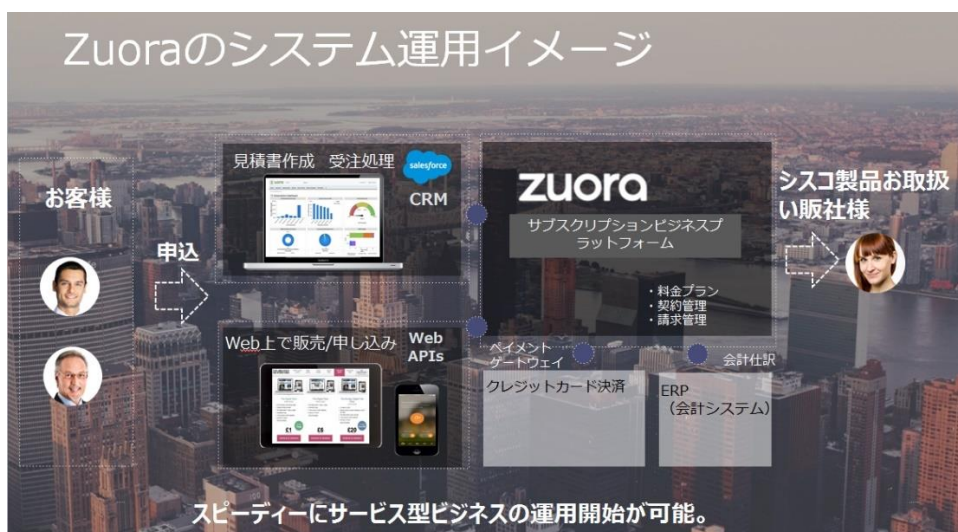 Zuoraのシステム運用イメージ
お客様
申込
見積書作成 受注処理
salesforce
CRM
Web上で販売/申し込み
Web
APIs
£1
£6
£20
zuora
サブスクリプションビジネスプ
ラットフォーム
・料金プラン
・契約管理
・請求管理
ペイメント
ゲートウェイ
クレジットカード決済
会計仕訳
ERP
（会計システム）
シスコ製品お取扱
い販社様
スピーディーにサービス型ビジネスの運用開始が可能。